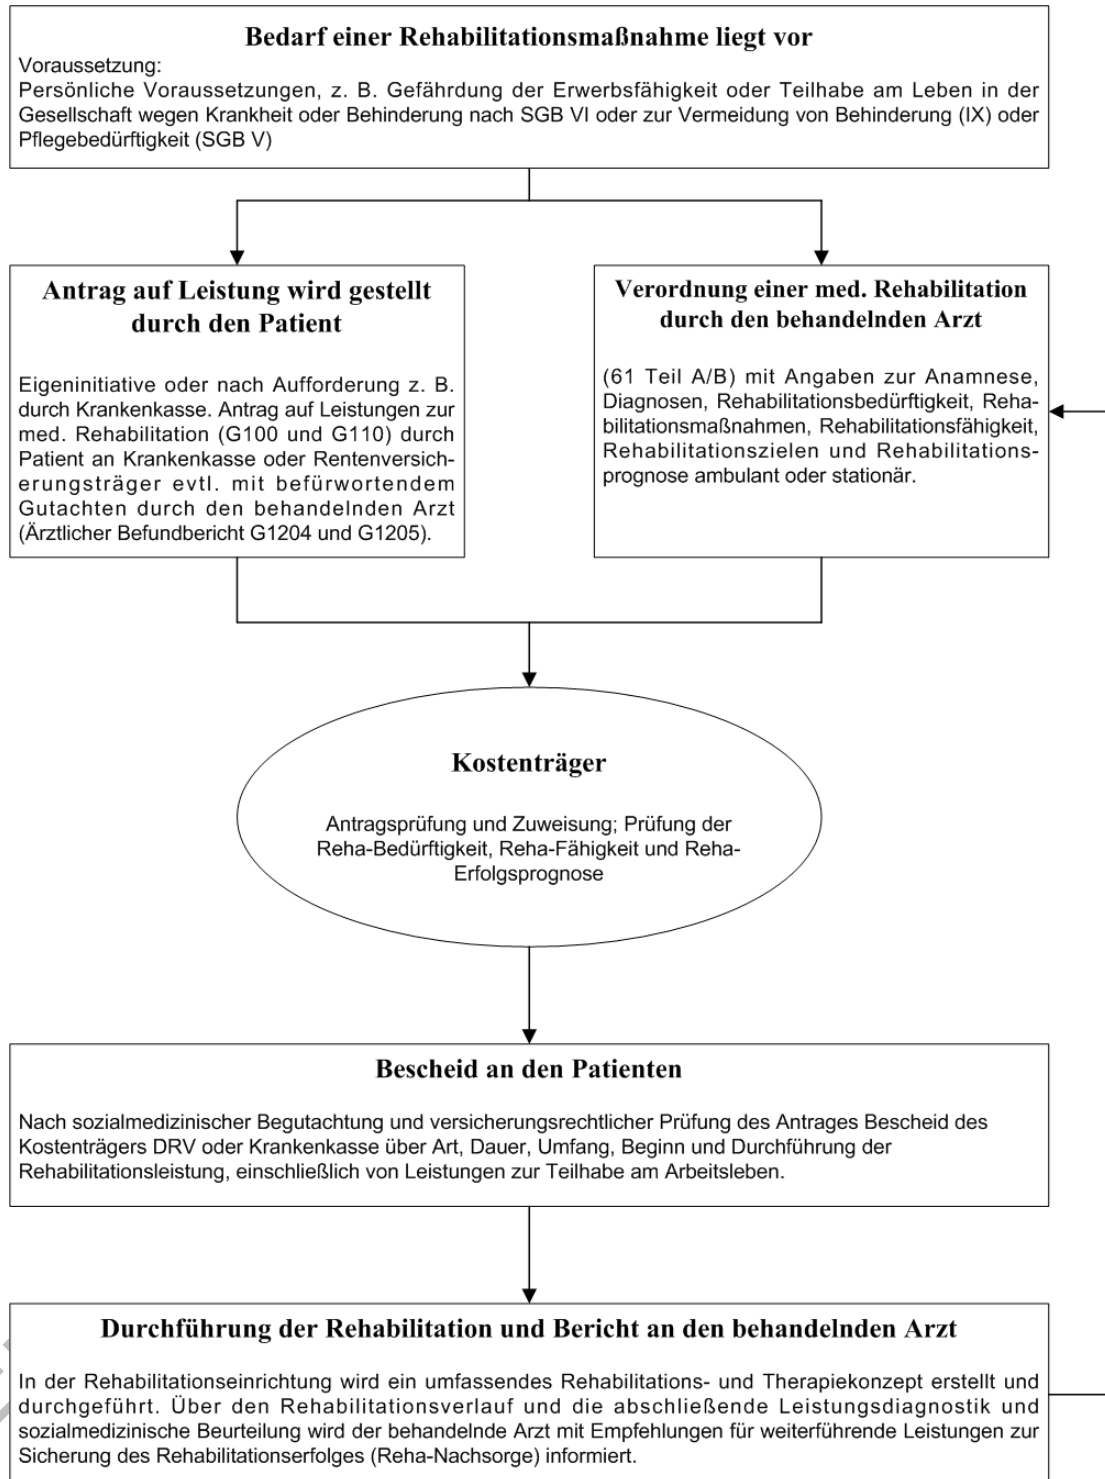 Bedarf einer Rehabilitationsmaßnahme liegt vor
Voraussetzung:
Persönliche Voraussetzungen, z. B. Gefährdung der Erwerbsfähigkeit oder Teilhabe am Leben in der
Gesellschaft wegen Krankheit oder Behinderung nach SGB VI oder zur Vermeidung von Behinderung (IX) oder
Pflegebedürftigkeit (SGB V)
Antrag auf Leistung wird gestellt
durch den Patient
Eigeninitiative oder nach Aufforderung z. B.
durch Krankenkasse. Antrag auf Leistungen zur
med. Rehabilitation (G100 und G110) durch
Patient an Krankenkasse oder Rentenversich-
erungsträger evtl. mit befürwortendem
Gutachten durch den behandelnden Arzt
(Ärztlicher Befundbericht G1204 und G1205).
Verordnung einer med. Rehabilitation
durch den behandelnden Arzt
(61 Teil A/B) mit Angaben zur Anamnese,
Diagnosen, Rehabilitationsbedürftigkeit, Reha-
bilitationsmaßnahmen, Rehabilitationsfähigkeit,
Rehabilitationszielen und Rehabilitations-
prognose ambulant oder stationär.
Kostenträger
Antragsprüfung und Zuweisung; Prüfung der
Reha-Bedürftigkeit, Reha-Fähigkeit und Reha-
Erfolgsprognose
Bescheid an den Patienten
Nach sozialmedizinischer Begutachtung und versicherungsrechtlicher Prüfung des Antrages Bescheid des
Kostenträgers DRV oder Krankenkasse über Art, Dauer, Umfang, Beginn und Durchführung der
Rehabilitationsleistung, einschließlich von Leistungen zur Teilhabe am Arbeitsleben.
Durchführung der Rehabilitation und Bericht an den behandelnden Arzt
In der Rehabilitationseinrichtung wird ein umfassendes Rehabilitations- und Therapiekonzept erstellt und
durchgeführt. Über den Rehabilitationsverlauf und die abschließende Leistungsdiagnostik und
sozialmedizinische Beurteilung wird der behandelnde Arzt mit Empfehlungen für weiterführende Leistungen zur
Sicherung des Rehabilitationserfolges (Reha-Nachsorge) informiert.